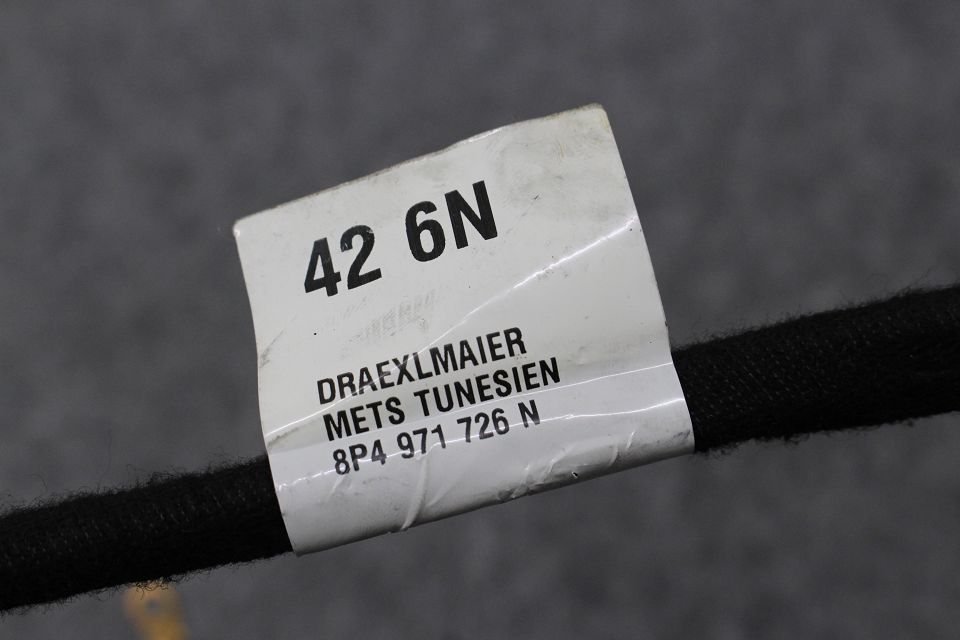 42 6N
DRAEXLMAIER
METS TUNESIEN
8P4 971 726 N